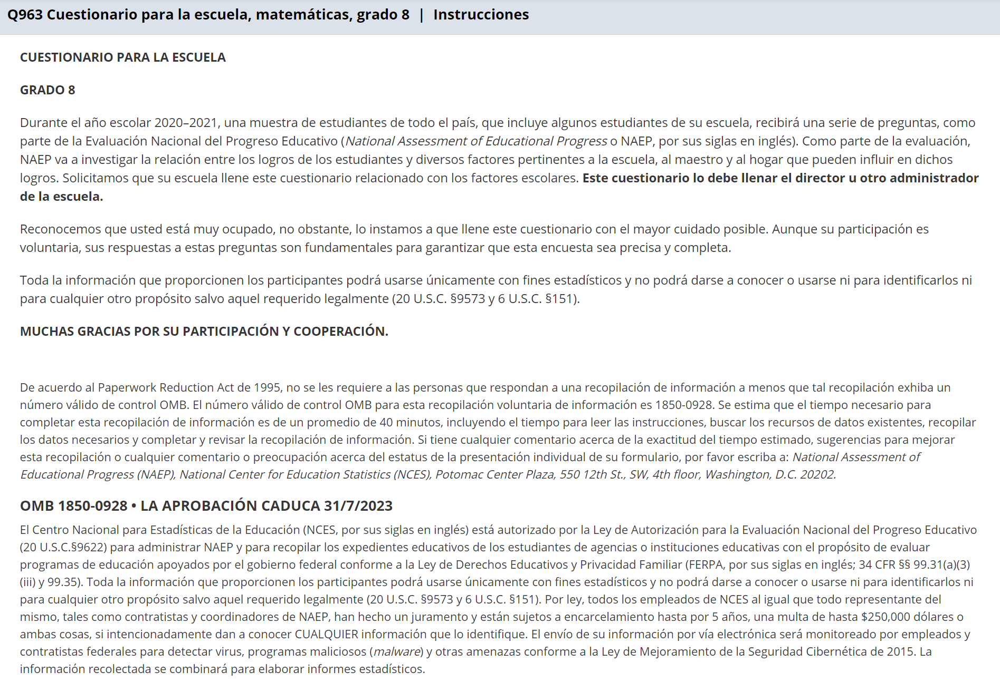 Q963 Cuestionario para la escuela, matemáticas, grado 8 | Instrucciones
CUESTIONARIO PARA LA ESCUELA
GRADO 8
Durante el año escolar 2020–2021, una muestra de estudiantes de todo el país, que incluye algunos estudiantes de su escuela, recibirá una serie de preguntas, como
parte de la Evaluación Nacional del Progreso Educativo (National Assessment of Educational Progress o NAEP, por sus siglas en inglés). Como parte de la evaluación,
NAEP va a investigar la relación entre los logros de los estudiantes y diversos factores pertinentes a la escuela, al maestro y al hogar que pueden influir en dichos
logros. Solicitamos que su escuela llene este cuestionario relacionado con los factores escolares. Este cuestionario lo debe llenar el director u otro administrador
de la escuela.
Reconocemos que usted está muy ocupado, no obstante, lo instamos a que llene este cuestionario con el mayor cuidado posible. Aunque su participación es
voluntaria, sus respuestas a estas preguntas son fundamentales para garantizar que esta encuesta sea precisa y completa.
Toda la información que proporcionen los participantes podrá usarse únicamente con fines estadísticos y no podrá darse a conocer o usarse ni para identificarlos ni
para cualquier otro propósito salvo aquel requerido legalmente (20 U.S.C. §9573 y 6 U.S.C. §151).
MUCHAS GRACIAS POR SU PARTICIPACIÓN Y COOPERACIÓN.
De acuerdo al Paperwork Reduction Act de 1995, no se les requiere a las personas que respondan a una recopilación de información a menos que tal recopilación exhiba un
número válido de control OMB. El número válido de control OMB para esta recopilación voluntaria de información es 1850-0928. Se estima que el tiempo necesario para
completar esta recopilación de información es de un promedio de 40 minutos, incluyendo el tiempo para leer las instrucciones, buscar los recursos de datos existentes, recopilar
los datos necesarios y completar y revisar la recopilación de información. Si tiene cualquier comentario acerca de la exactitud del tiempo estimado, sugerencias para mejorar
esta recopilación o cualquier comentario o preocupación acerca del estatus de la presentación individual de su formulario, por favor escriba a: National Assessment of
Educational Progress (NAEP), National Center for Education Statistics (NCES), Potomac Center Plaza, 550 12th St., SW, 4th floor, Washington, D.C. 20202.
OMB 1850-0928 • LA APROBACIÓN CADUCA 31/7/2023
El Centro Nacional para Estadísticas de la Educación (NCES, por sus siglas en inglés) está autorizado por la Ley de Autorización para la Evaluación Nacional del Progreso Educativo
(20 U.S.C.§9622) para administrar NAEP y para recopilar los expedientes educativos de los estudiantes de agencias o instituciones educativas con el propósito de evaluar
programas de educación apoyados por el gobierno federal conforme a la Ley de Derechos Educativos y Privacidad Familiar (FERPA, por sus siglas en inglés; 34 CFR §§ 99.31(a)(3)
(iii) y 99.35). Toda la información que proporcionen los participantes podrá usarse únicamente con fines estadísticos y no podrá darse a conocer o usarse ni para identificarlos ni
para cualquier otro propósito salvo aquel requerido legalmente (20 U.S.C. §9573 y 6 U.S.C. §151). Por ley, todos los empleados de NCES al igual que todo representante del
mismo, tales como contratistas y coordinadores de NAEP, han hecho un juramento y están sujetos a encarcelamiento hasta por 5 años, una multa de hasta $250,000 dólares o
ambas cosas, si intencionadamente dan a conocer CUALQUIER información que lo identifique. El envío de su información por vía electrónica será monitoreado por empleados y
contratistas federales para detectar virus, programas maliciosos (malware) y otras amenazas conforme a la Ley de Mejoramiento de la Seguridad Cibernética de 2015. La
información recolectada se combinará para elaborar informes estadísticos.